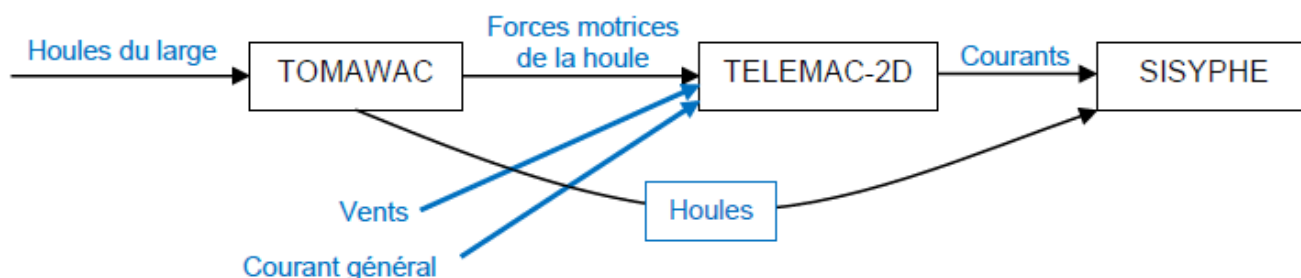 Houles du large
TOMAWAC
Forces motrices
de la houle
TELEMAC-2D
Courants
SISYPHE
Vents
Houles
Courant général